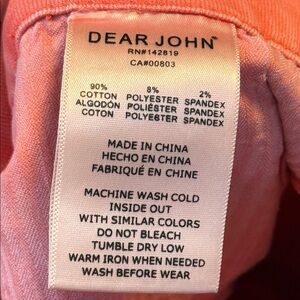 DEAR JOHN™
RN#142619
CA#00803
90% 8% 2%
COTTON POLYESTER SPANDEX
ALGODÓN POLIÉSTER SPANDEX
COTON POLYESTER SPANDEX
MADE IN CHINA
HECHO EN CHINA
FABRIQUÉ EN CHINE
MACHINE WASH COLD
INSIDE OUT
WITH SIMILAR COLORS
DO NOT BLEACH
TUMBLE DRY LOW
WARM IRON WHEN NEEDED
WASH BEFORE WEAR